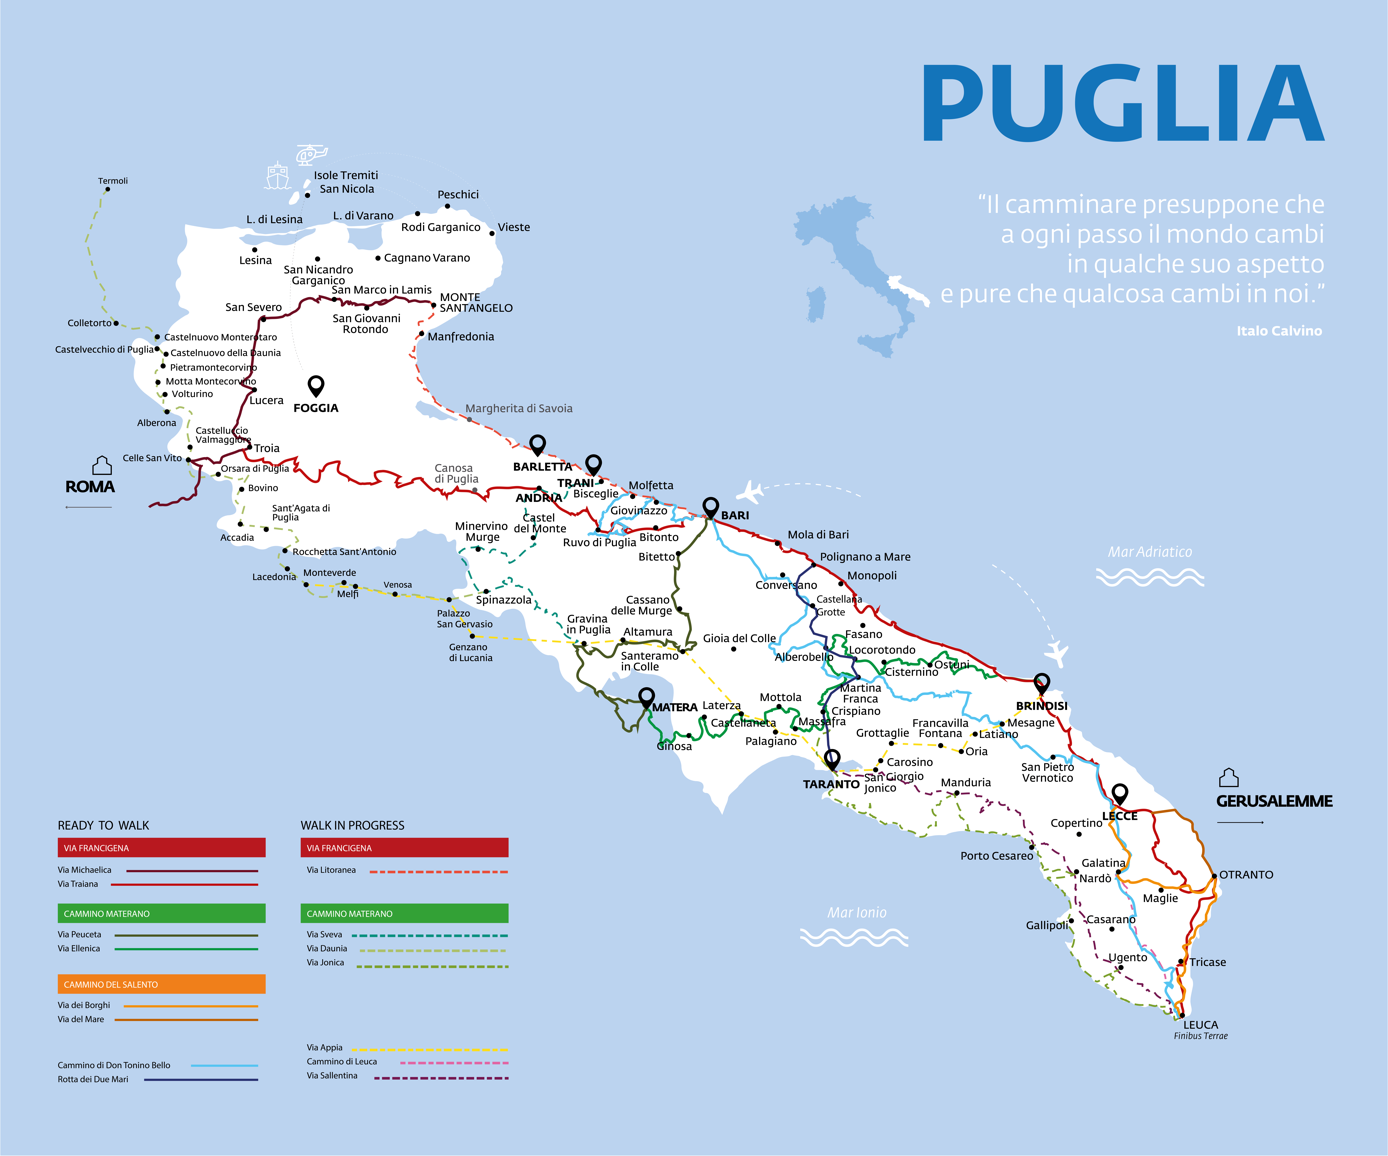 PUGLIA
“Il camminare presuppone che
a ogni passo il mondo cambi
in qualche suo aspetto
e pure che qualcosa cambi in noi.”
Italo Calvino
Termoli
Isole Tremiti
San Nicola
Peschici
L. di Lesina
L. di Varano
Rodi Garganico
Vieste
Lesina
San Nicandro
Garganico
Cagnano Varano
San Marco in Lamis
MONTE
SANTANGELO
San Severo
San Giovanni
Rotondo
Manfredonia
Colletorto
Castelnuovo Monterotaro
Castelvecchio di Puglia
Castelnuovo della Daunia
Pietramontecorvino
Motta Montecorvino
Volturino
Lucera
FOGGIA
Alberona
Margherita di Savoia
Castelluccio
Valmaggiore
Troia
Celle San Vito
Orsara di Puglia
ROMA
Bovino
Canosa
di Puglia
BARLETTA
TRANI
ANDRIA
Bisceglie
Molfetta
Giovinazzo
BARI
Sant'Agata di
Puglia
Accadia
Minervino
Murge
Castel
del Monte
Ruvo di Puglia
Bitonto
Bitetto
Mola di Bari
Polignano a Mare
Mar Adriatico
Rocchetta Sant'Antonio
Lacedonia
Monteverde
Melfi
Venosa
Conversano
Monopoli
Palazzo
San Gervasio
Spinazzola
Cassano
delle Murge
Castellana
Grotte
Genzano
di Lucania
Gravina
in Puglia
Altamura
Santeramo
in Colle
Gioia del Colle
Fasano
Alberobello
Locorotondo
Cisternino
Ostuni
MATERA
Laterza
Mottola
Martina
Franca
BRINDISI
Ginosa
Castellaneta
Palagiano
Massafra
Crispiano
Grottaglie
Francavilla
Fontana
Mesagne
Latiano
Oria
TARANTO
Carosino
San Giorgio
Jonico
Manduria
San Pietro
Vernotico
LECCE
GERUSALEMME
Copertino
Porto Cesareo
Galatina
Nardò
Maglie
OTRANTO
Mar Ionio
Gallipoli
Casarano
Ugento
Tricase
LEUCA
Finibus Terrae
READY TO WALK
VIA FRANCIGENA
Via Michaelica
Via Traiana
CAMMINO MATERANO
Via Peuceta
Via Ellenica
CAMMINO DEL SALENTO
Via dei Borghi
Via del Mare
Cammino di Don Tonino Bello
Rotta dei Due Mari
WALK IN PROGRESS
VIA FRANCIGENA
Via Litoranea
CAMMINO MATERANO
Via Sveva
Via Daunia
Via Jonica
Via Appia
Cammino di Leuca
Via Sallentina